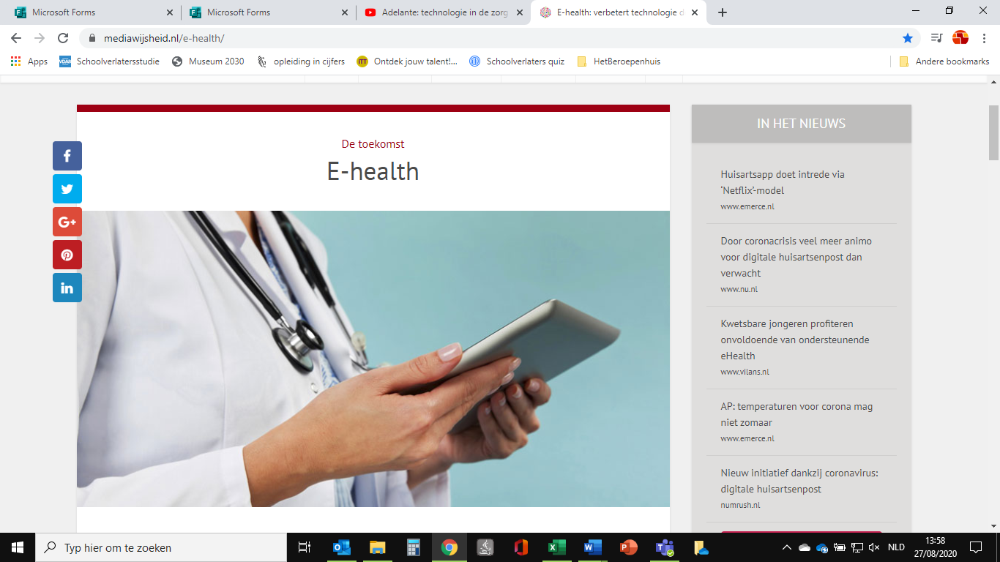 Microsoft Forms
Microsoft Forms
Adelante: technologie in de zorg
E-health: verbetert technologie d
mediawijsheid.nl/e-health/
Apps
Schoolverlatersstudie
Museum 2030
opleiding in cijfers
Ontdek jouw talent!...
Schoolverlaters quiz
HetBeroepenhuis
Andere bookmarks
De toekomst
E-health
IN HET NIEUWS
Huisartsapp doet intrede via
‘Netflix’-model
www.emerce.nl
Door coronacrisis veel meer animo
voor digitale huisartsenpost dan
verwacht
www.nu.nl
Kwetsbare jongeren profiteren
onvoldoende van ondersteunende
eHealth
www.vilans.nl
AP: temperaturen voor corona mag
niet zomaar
www.emerce.nl
Nieuw initiatief dankzij coronavirus:
digitale huisartsenpost
numrush.nl
Typ hier om te zoeken
NLD
13:58
27/08/2020